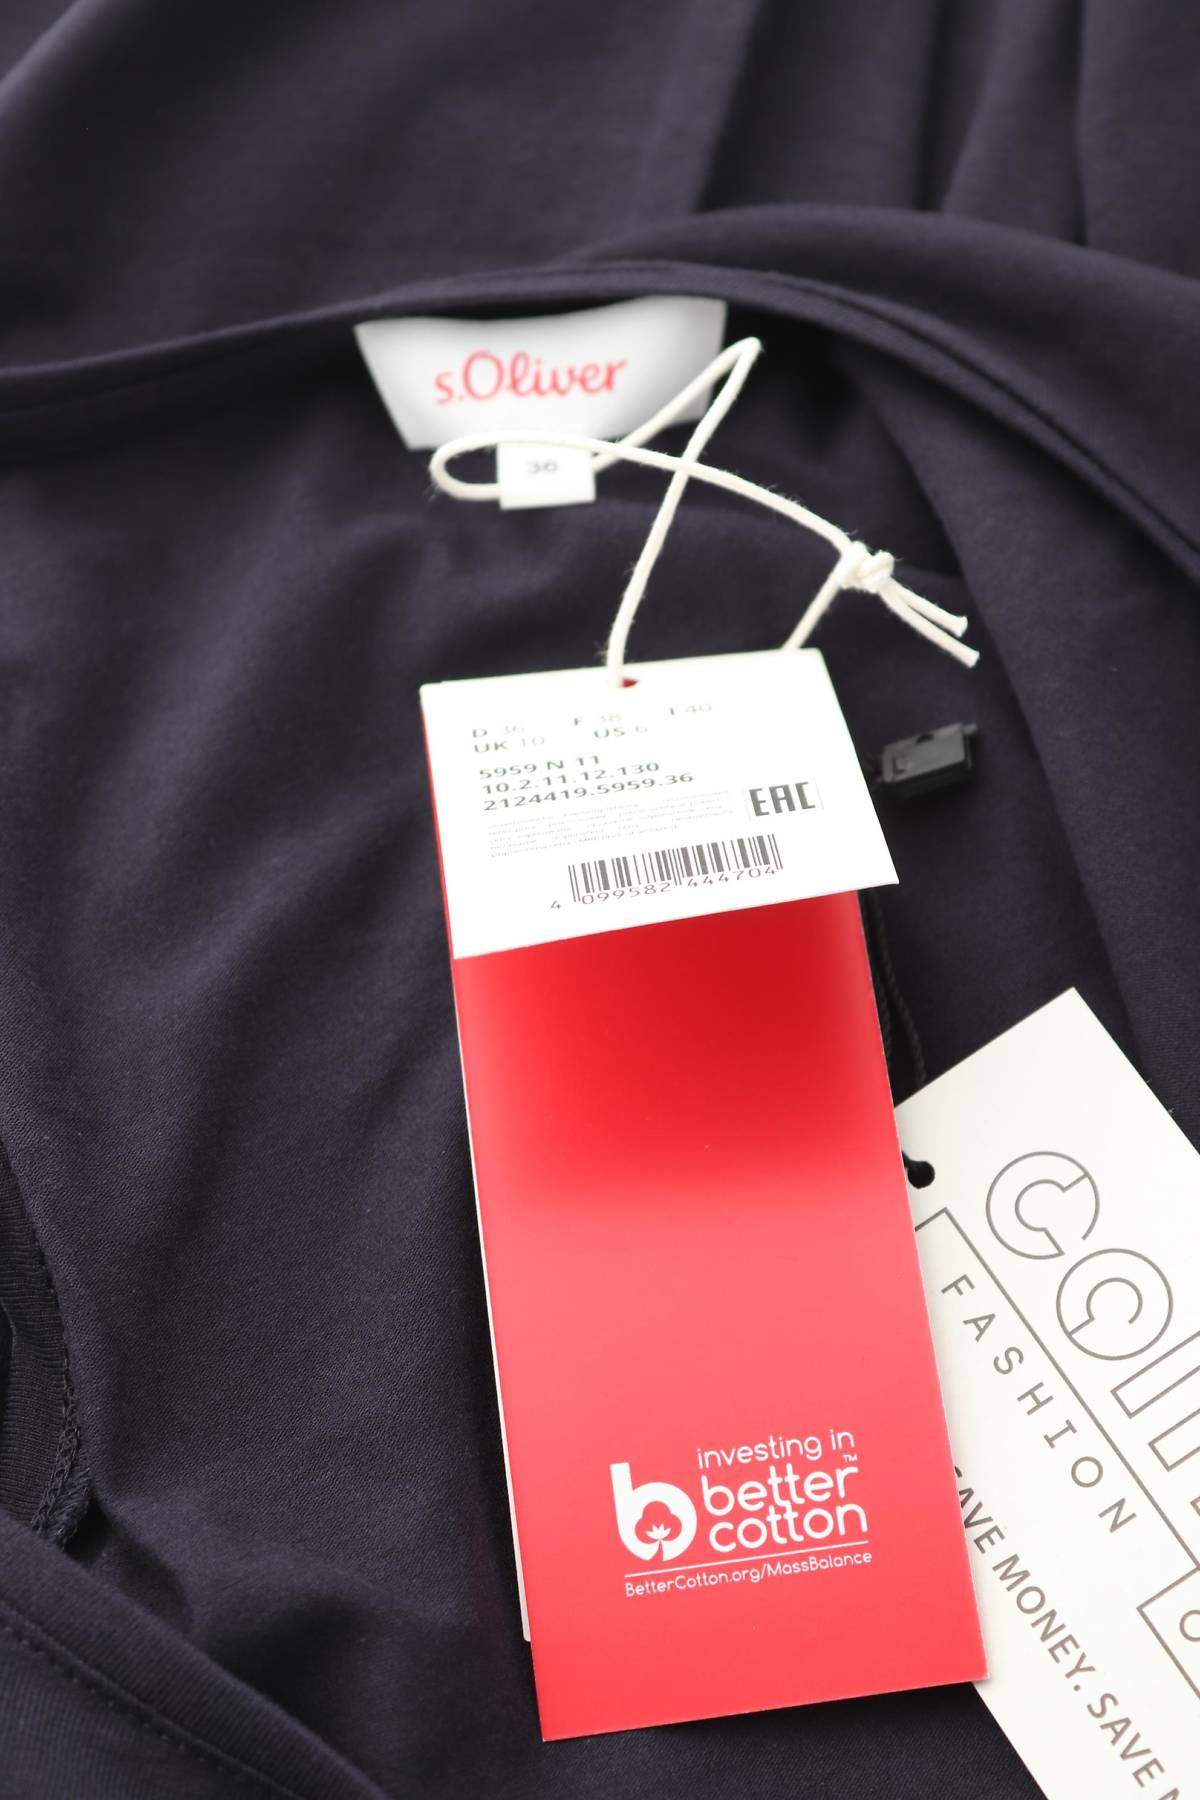 s.Oliver
36
D 36 F 38 I 40
UK 10 US 6
5959 N 11
10.2.11.12.130
2124419.5959.36
EAC
4 099582 444704
investing in
better™
cotton
BetterCotton.org/MassBalance
FASHION
SAVE MONEY. SAVE